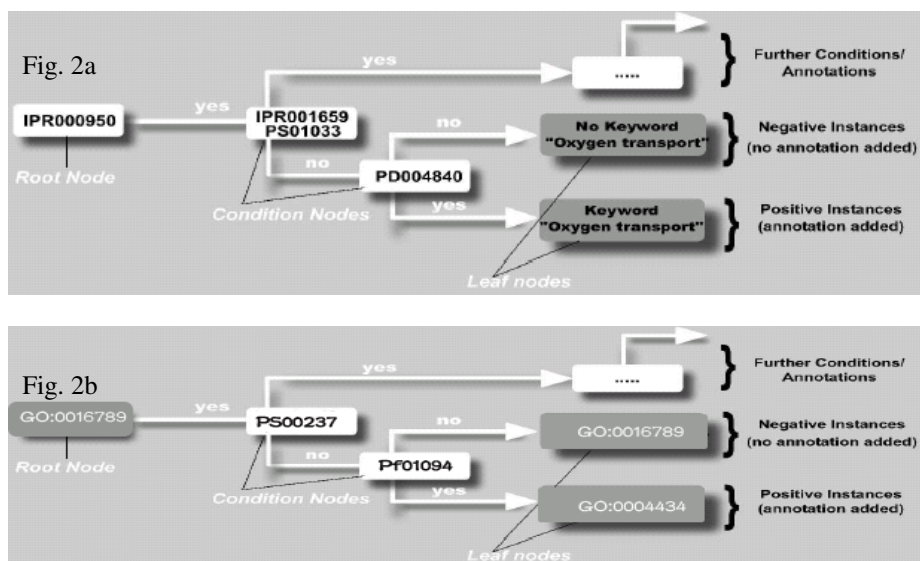 Fig. 2a
yes
.....
Further Conditions/
Annotations
IPR000950
yes
IPR001659
PS01033
no
No Keyword
"Oxygen transport"
Negative Instances
(no annotation added)
Root Node
no
PD004840
Condition Nodes
yes
Keyword
"Oxygen transport"
Positive Instances
(annotation added)
Leaf nodes
Fig. 2b
yes
.....
Further Conditions/
Annotations
GO:0016789
yes
PS00237
no
GO:0016789
Negative Instances
(no annotation added)
Root Node
no
Pf01094
Condition Nodes
yes
GO:0004434
Positive Instances
(annotation added)
Leaf nodes